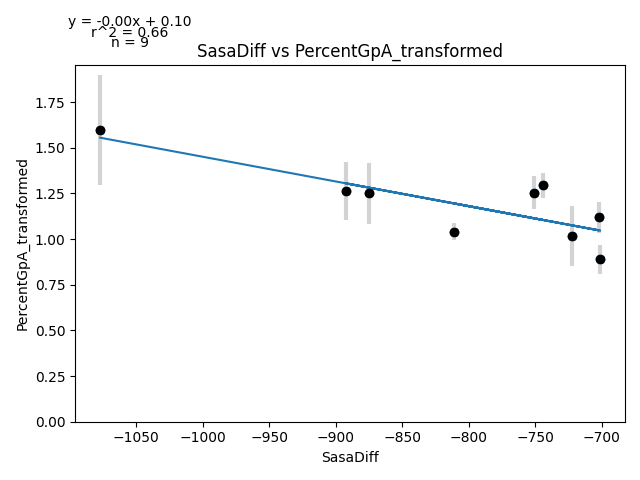 y = -0.00x + 0.10
r^2 = 0.66
n = 9
SasaDiff vs PercentGpA_transformed
PercentGpA_transformed
1.75
1.50
1.25
1.00
0.75
0.50
0.25
0.00
−1050
−1000
−950
−900
−850
−800
−750
−700
SasaDiff